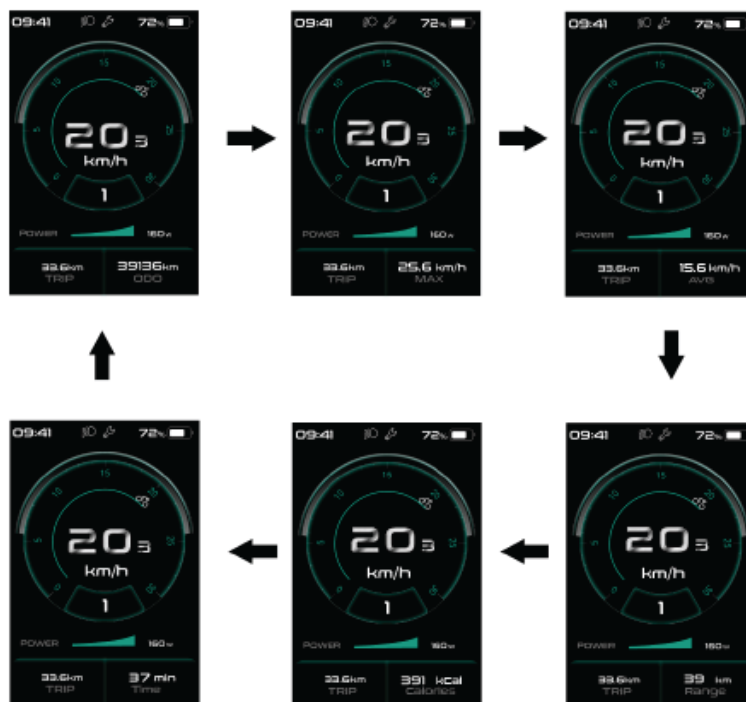 09:41 72%
15
10 20
5 25
20 3
km/h
0 30
1
POWER 160w
33.6km 39136km
TRIP ODO
09:41 72%
15
10 20
5 25
20 3
km/h
0 30
1
POWER 160w
33.6km 25.6 km/h
TRIP MAX
09:41 72%
15
10 20
5 25
20 3
km/h
0 30
1
POWER 160w
33.6km 15.6 km/h
TRIP AVG
09:41 72%
15
10 20
5 25
20 3
km/h
0 30
1
POWER 160w
33.6km 37 min
TRIP Time
09:41 72%
15
10 20
5 25
20 3
km/h
0 30
1
POWER 160w
33.6km 391 kcal
TRIP Calories
09:41 72%
15
10 20
5 25
20 3
km/h
0 30
1
POWER 160w
33.6km 39 km
TRIP Range